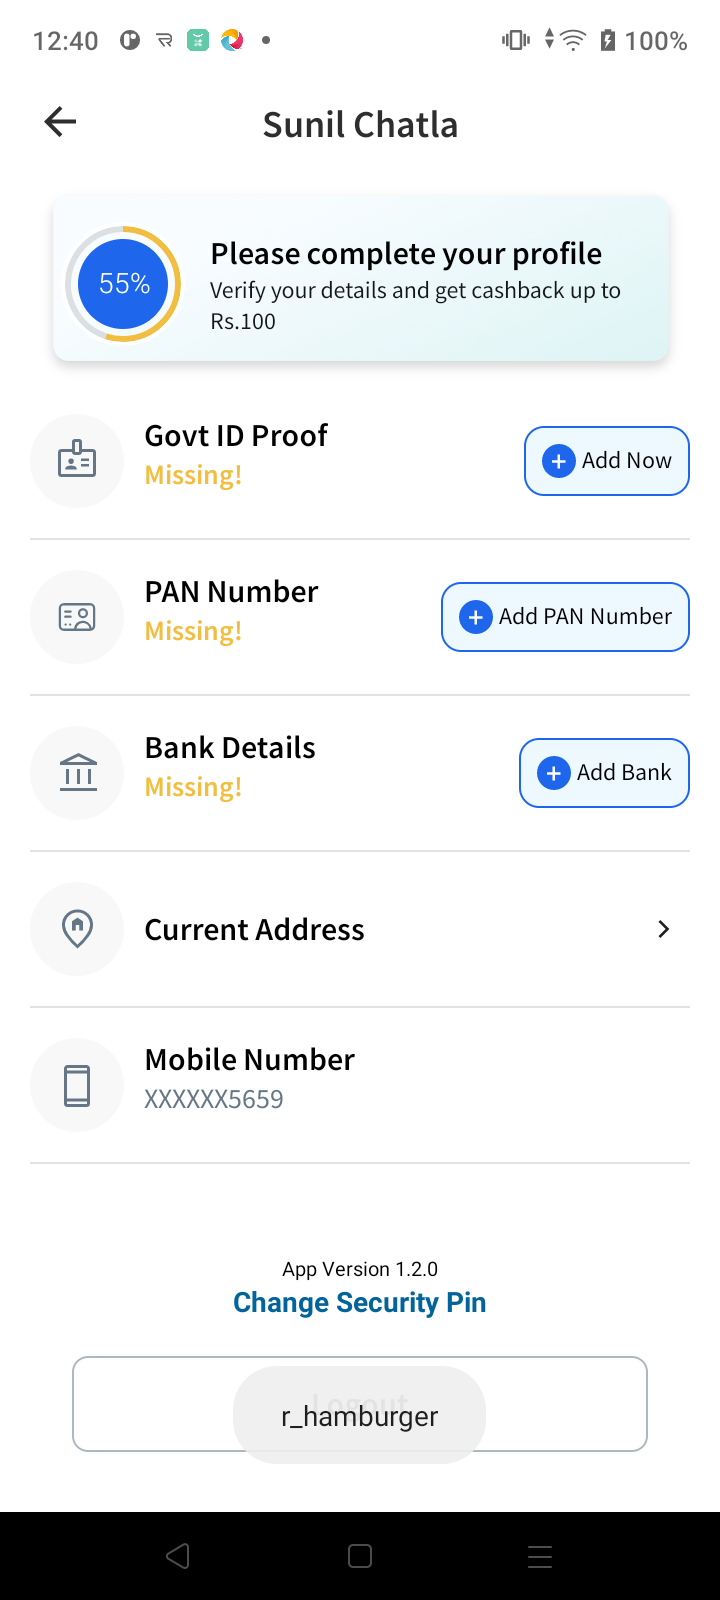 12:40
100%
Sunil Chatla
55%
Please complete your profile
Verify your details and get cashback up to
Rs.100
Govt ID Proof
Missing!
Add Now
PAN Number
Missing!
Add PAN Number
Bank Details
Missing!
Add Bank
Current Address
Mobile Number
XXXXXX5659
App Version 1.2.0
Change Security Pin
Logout
r_hamburger